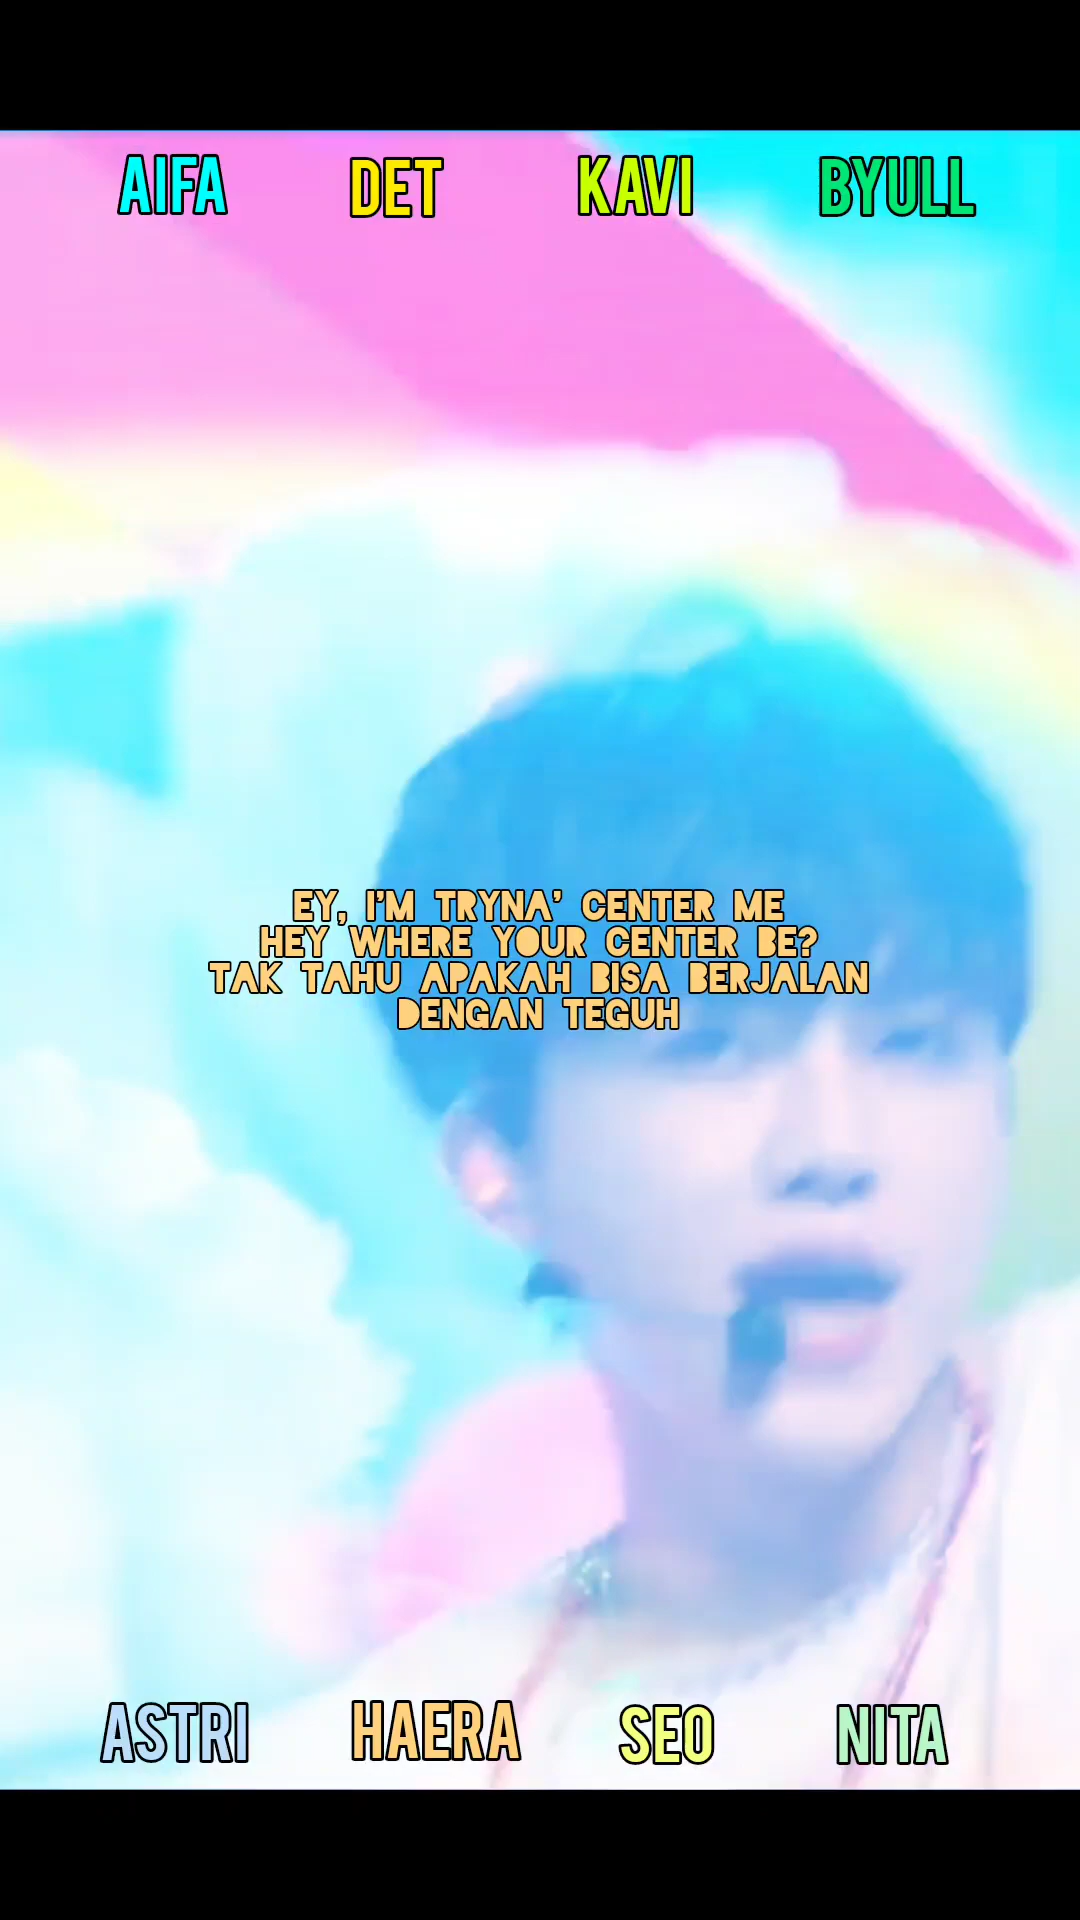 AIFA DET KAVI BYULL
EY, I'M TRYNA' CENTER ME
HEY WHERE YOUR CENTER BE?
TAK TAHU APAKAH BISA BERJALAN
DENGAN TEGUH
ASTRI HAERA SEO NITA